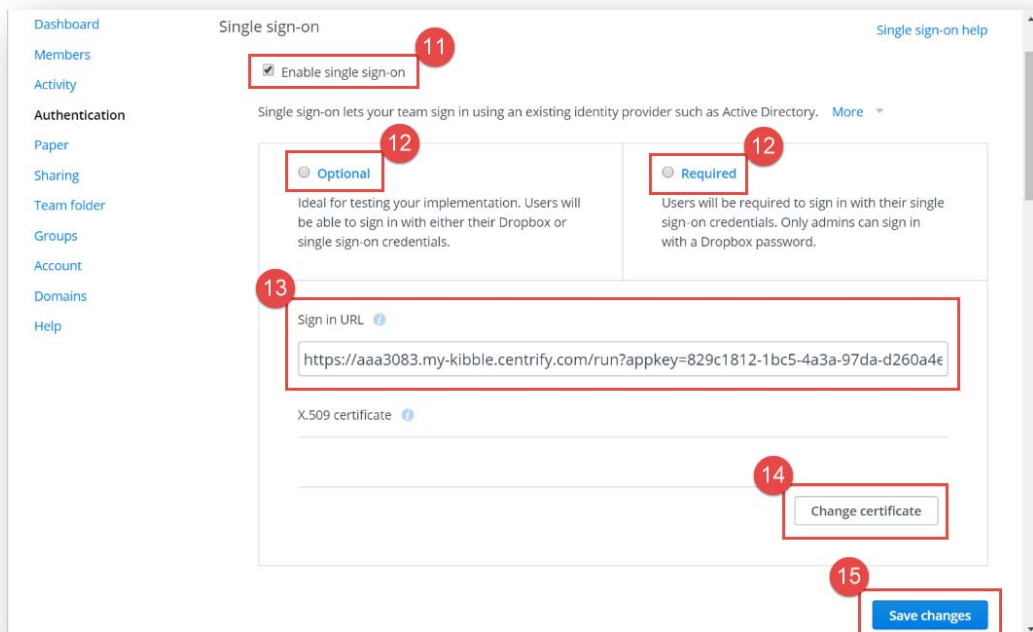 Dashboard
Members
Activity
Authentication
Paper
Sharing
Team folder
Groups
Account
Domains
Help
Single sign-on
Single sign-on help
11
Enable single sign-on
Single sign-on lets your team sign in using an existing identity provider such as Active Directory. More
12
Optional
Ideal for testing your implementation. Users will
be able to sign in with either their Dropbox or
single sign-on credentials.
12
Required
Users will be required to sign in with their single
sign-on credentials. Only admins can sign in
with a Dropbox password.
13
Sign in URL
https://aaa3083.my-kibble.centrify.com/run?appkey=829c1812-1bc5-4a3a-97da-d260a4e
X.509 certificate
14
Change certificate
15
Save changes